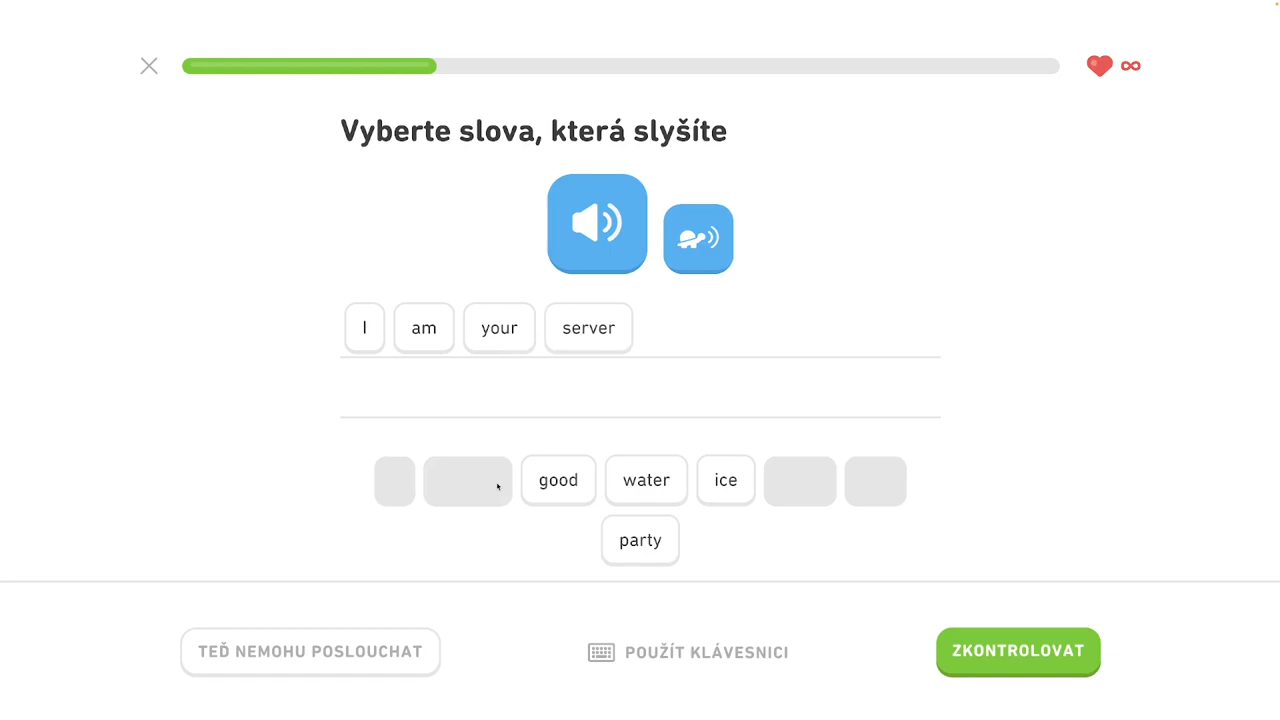 Vyberte slova, která slyšíte
I am your server
good water ice
party
TEĎ NEMOHU POSLOUCHAT POUŽÍT KLÁVESNICI ZKONTROLOVAT